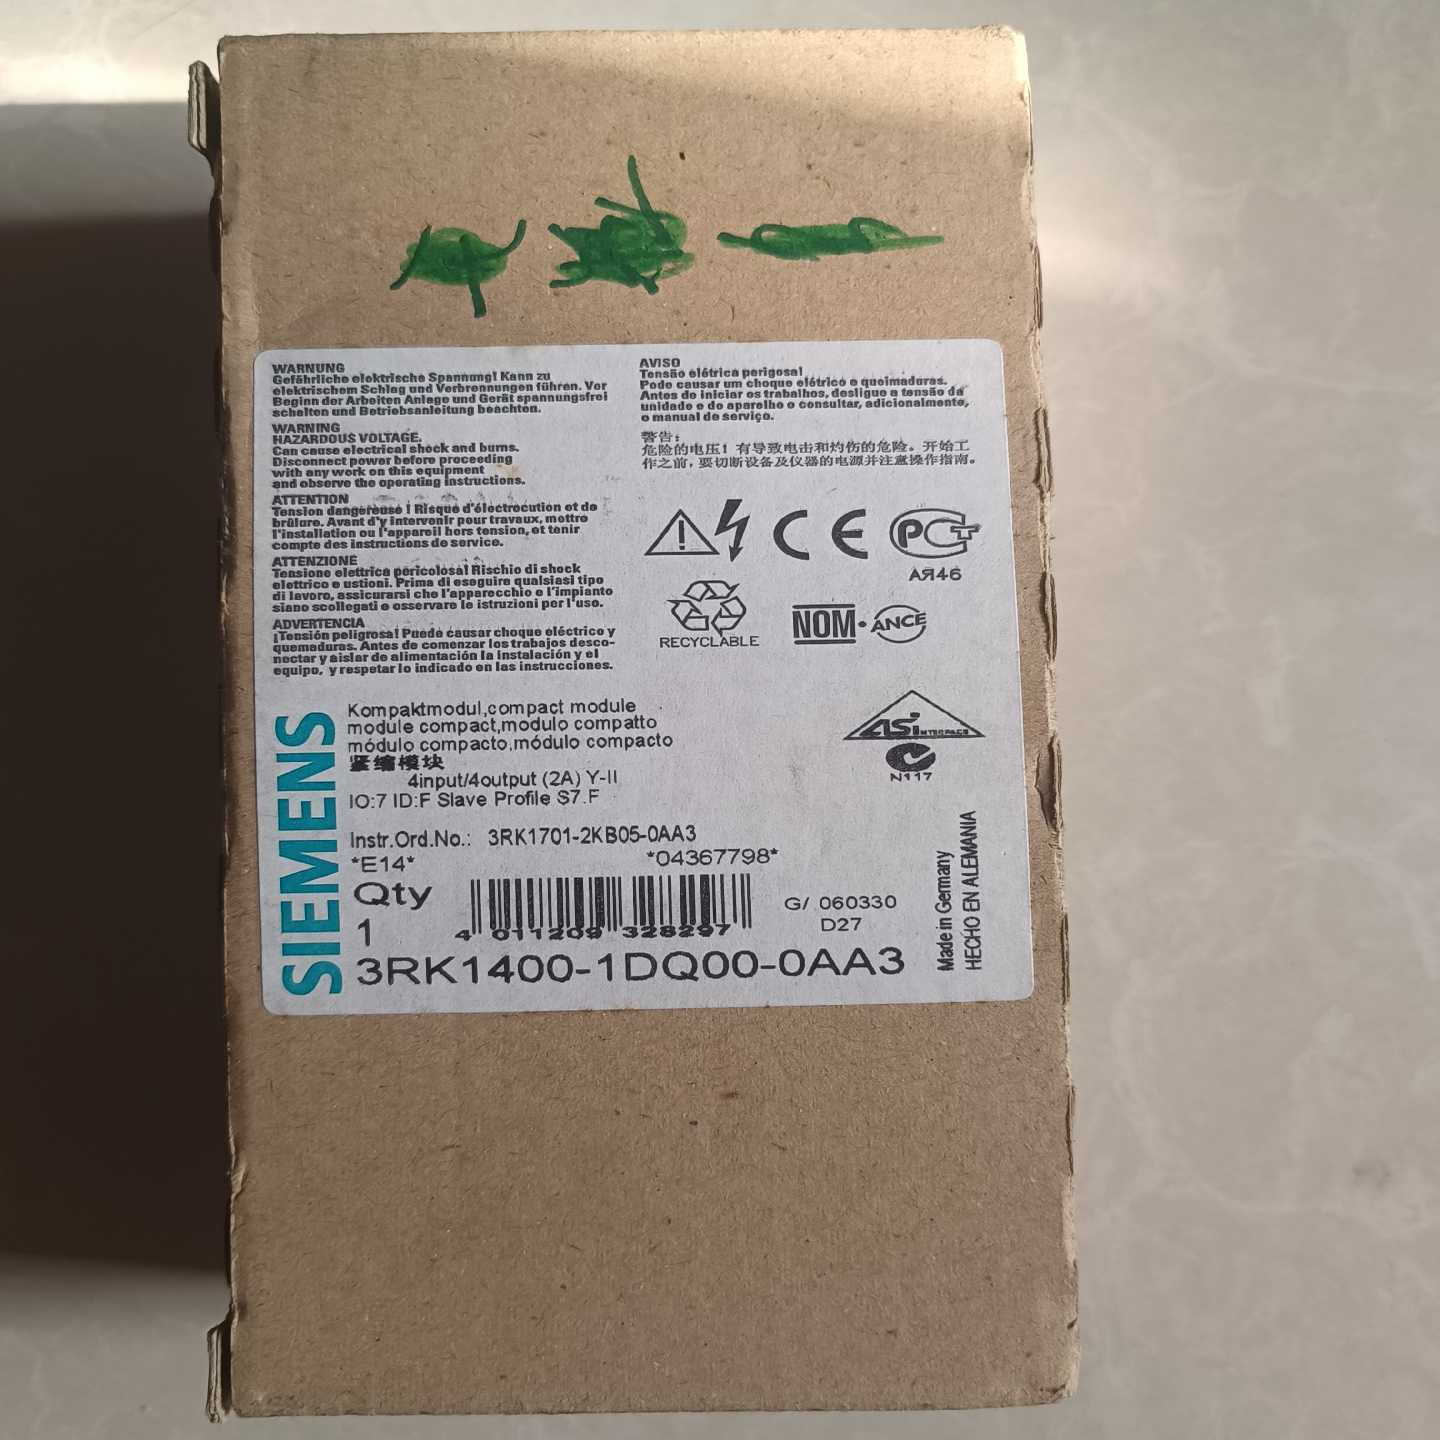 WARNUNG
Gefährliche elektrische Spannung! Kann zu
elektrischem Schlag und Verbrennungen führen. Vor
Beginn der Arbeiten Anlage und Gerät spannungsfrei
schalten und Betriebsanleitung beachten.
WARNING
HAZARDOUS VOLTAGE.
Can cause electrical shock and burns.
Disconnect power before proceeding
with any work on this equipment
and observe the operating instructions.
ATTENTION
Tension dangereuse ! Risque d'électrocution et de
brûlure. Avant d'y intervenir pour travaux, mettre
l'installation ou l'appareil hors tension, et tenir
compte des instructions de service.
ATTENZIONE
Tensione elettrica pericolosa! Rischio di shock
elettrico e ustioni. Prima di eseguire qualsiasi tipo
di lavoro, assicurarsi che l'apparecchio e l'impianto
siano scollegati e osservare le istruzioni per l'uso.
ADVERTENCIA
¡Tensión peligrosa! Puede causar choque eléctrico y
quemaduras. Antes de comenzar los trabajos desco-
nectar y aislar de alimentación la instalación y el
equipo, y respetar lo indicado en las instrucciones.
AVISO
Tensão elétrica perigosa!
Pode causar um choque elétrico e queimaduras.
Antes de iniciar os trabalhos, desligue a tensão da
unidade e do aparelho e consultar, adicionalmente,
o manual de serviço.
警告:
危险的电压! 有导致电击和灼伤的危险。开始工
作之前,要切断设备及仪器的电源并注意操作指南。
CE
PCT
АЯ46
RECYCLABLE
NOM·ANCE
SIEMENS
Kompaktmodul,compact module
module compact,modulo compatto
módulo compacto,módulo compacto
紧缩模块
4input/4output (2A) Y-II
IO:7 ID:F Slave Profile S7.F
ASi INTERFACE
N117
Instr.Ord.No.: 3RK1701-2KB05-0AA3
*E14* *04367798*
Qty
1
4 011209 328297
G/ 060330
D27
3RK1400-1DQ00-0AA3
Made in Germany
HECHO EN ALEMANIA